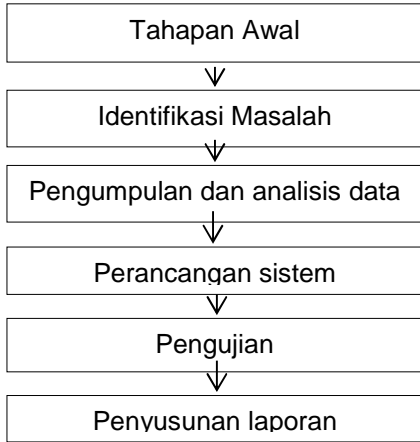 Tahapan Awal
Identifikasi Masalah
Pengumpulan dan analisis data
Perancangan sistem
Pengujian
Penyusunan laporan